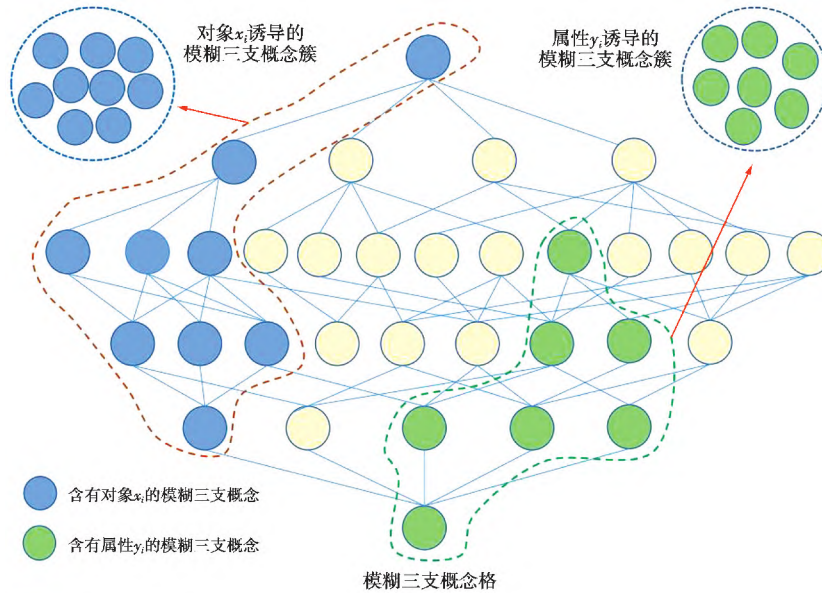 对象xi诱导的
模糊三支概念簇
属性yi诱导的
模糊三支概念簇
含有对象xi的模糊三支概念
含有属性yi的模糊三支概念
模糊三支概念格